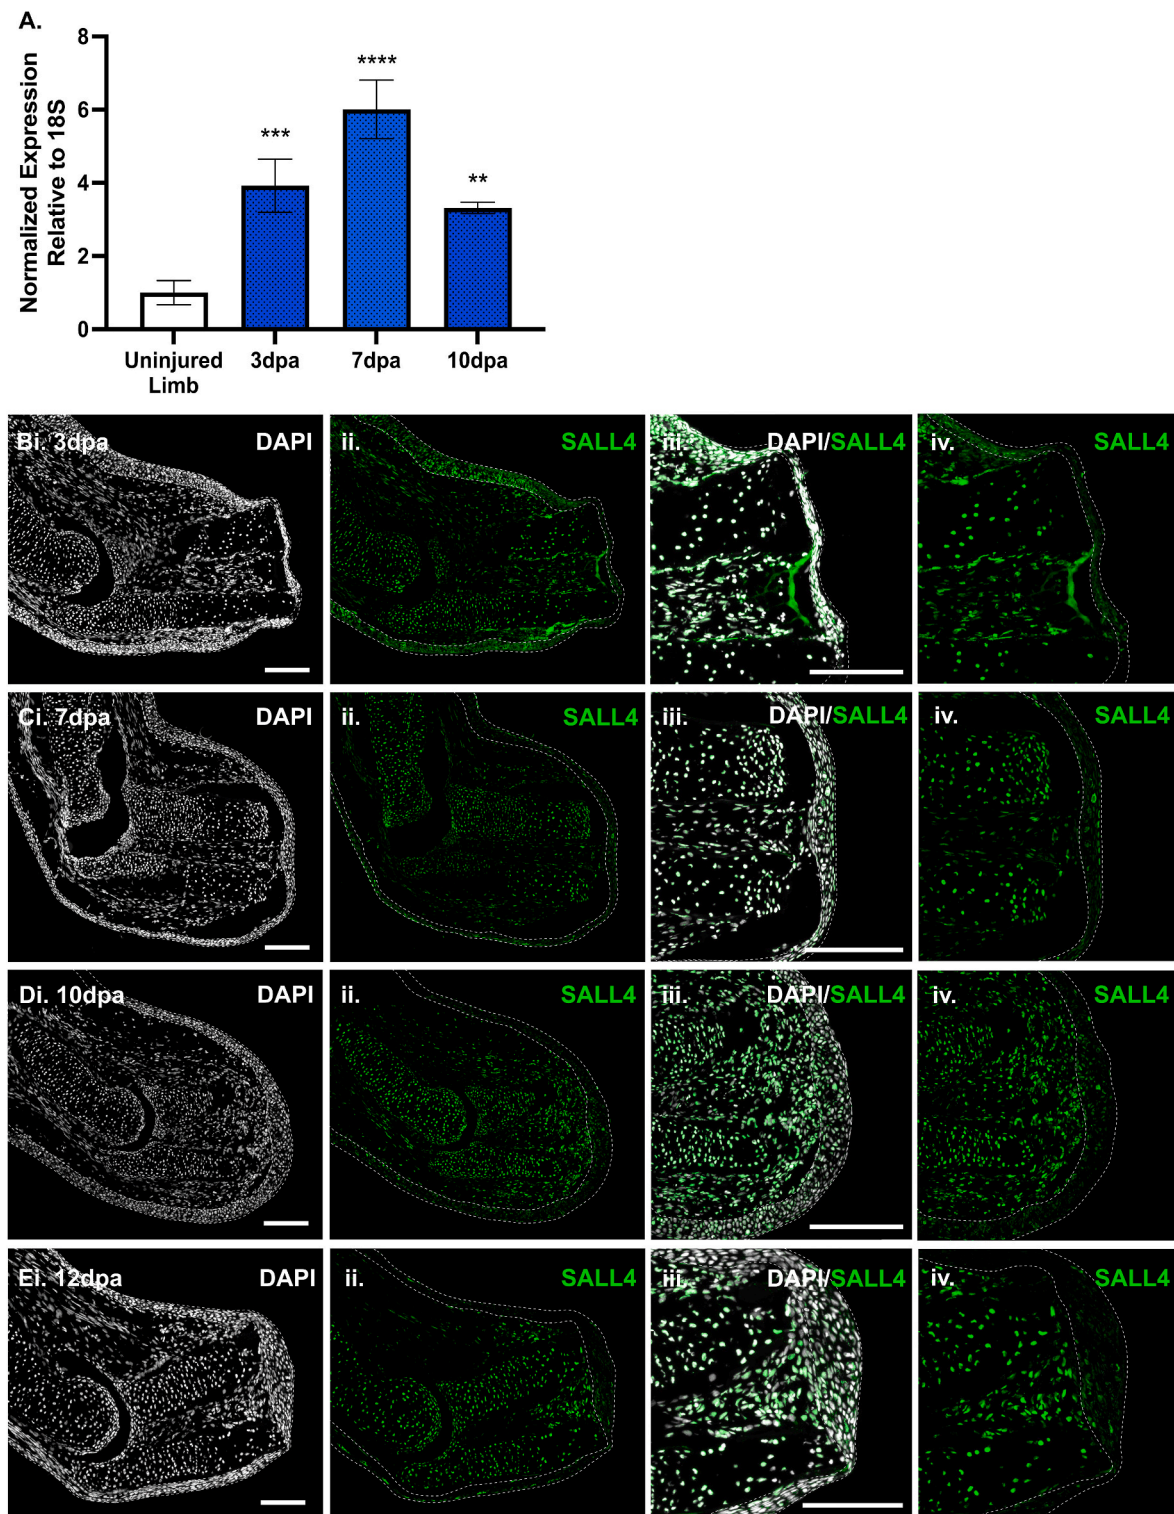 A.
Normalized Expression
Relative to 18S
8
6
4
2
0
***
****
**
Uninjured
Limb
3dpa
7dpa
10dpa
Bi. 3dpa DAPI
ii. SALL4
iii. DAPI/SALL4
iv. SALL4
Ci. 7dpa DAPI
ii. SALL4
iii. DAPI/SALL4
iv. SALL4
Di. 10dpa DAPI
ii. SALL4
iii. DAPI/SALL4
iv. SALL4
Ei. 12dpa DAPI
ii. SALL4
iii. DAPI/SALL4
iv. SALL4